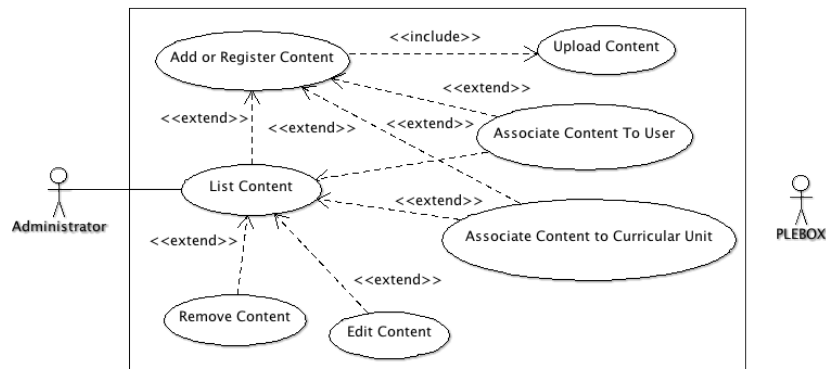 <<include>>
Add or Register Content
Upload Content
<<extend>>
<<extend>>
<<extend>>
<<extend>>
Associate Content To User
List Content
<<extend>>
Administrator
Associate Content to Curricular Unit
PLEBOX
<<extend>>
<<extend>>
Remove Content
Edit Content